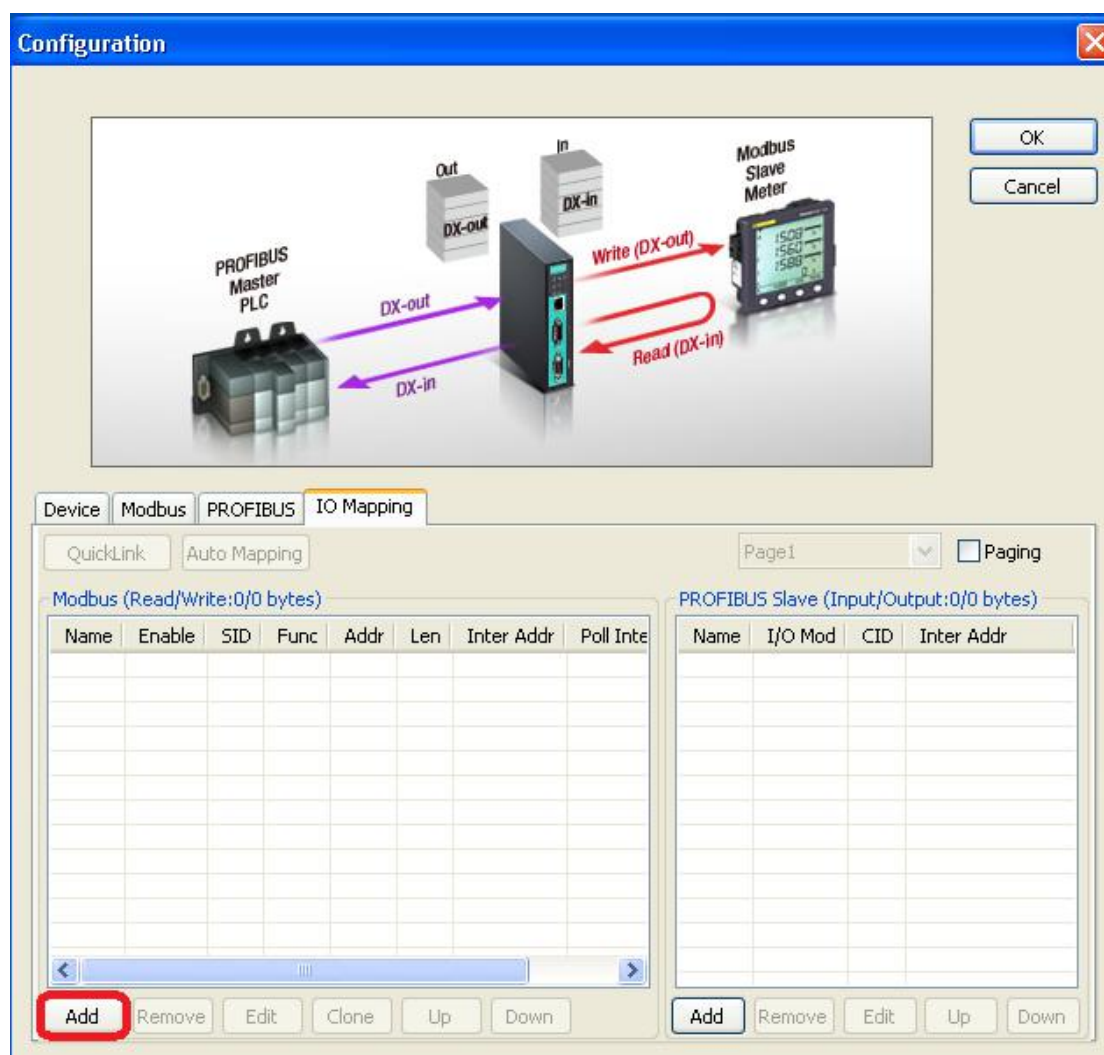 Configuration
OK
Cancel
Out
In
DX-out
DX-in
Modbus
Slave
Meter
Write (DX-out)
PROFIBUS
Master
PLC
DX-out
Read (DX-in)
DX-in
Device Modbus PROFIBUS IO Mapping
QuickLink Auto Mapping Page1 Paging
Modbus (Read/Write:0/0 bytes) PROFIBUS Slave (Input/Output:0/0 bytes)
Name Enable SID Func Addr Len Inter Addr Poll Inte Name I/O Mod CID Inter Addr
Add Remove Edit Clone Up Down Add Remove Edit Up Down